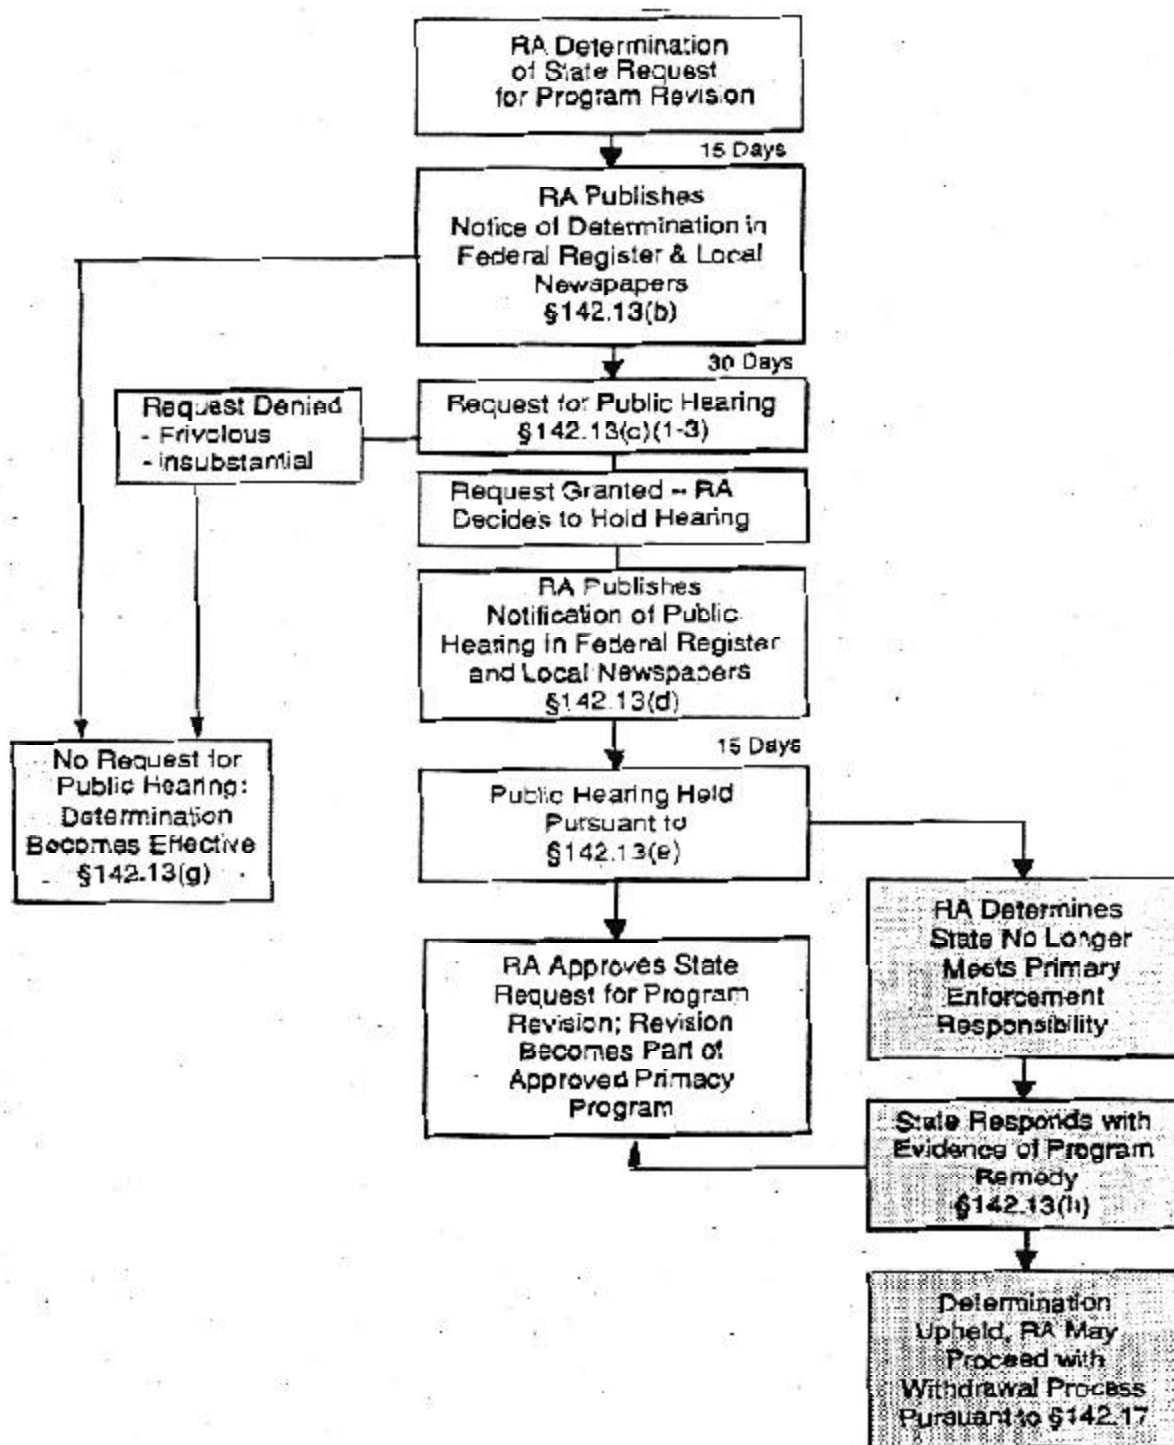 RA Determination
of State Request
for Program Revision
15 Days
RA Publishes
Notice of Determination in
Federal Register & Local
Newspapers
§142.13(b)
30 Days
Request for Public Hearing
§142.13(c)(1-3)
Request Denied
- Frivolous
- Insubstantial
Request Granted -- RA
Decides to Hold Hearing
RA Publishes
Notification of Public
Hearing in Federal Register
and Local Newspapers
§142.13(d)
15 Days
No Request for
Public Hearing:
Determination
Becomes Effective
§142.13(g)
Public Hearing Held
Pursuant to
§142.13(e)
RA Determines
State No Longer
Meets Primary
Enforcement
Responsibility
RA Approves State
Request for Program
Revision; Revision
Becomes Part of
Approved Primacy
Program
State Responds with
Evidence of Program
Remedy
§142.13(h)
Determination
Upheld, RA May
Proceed with
Withdrawal Process
Pursuant to §142.17